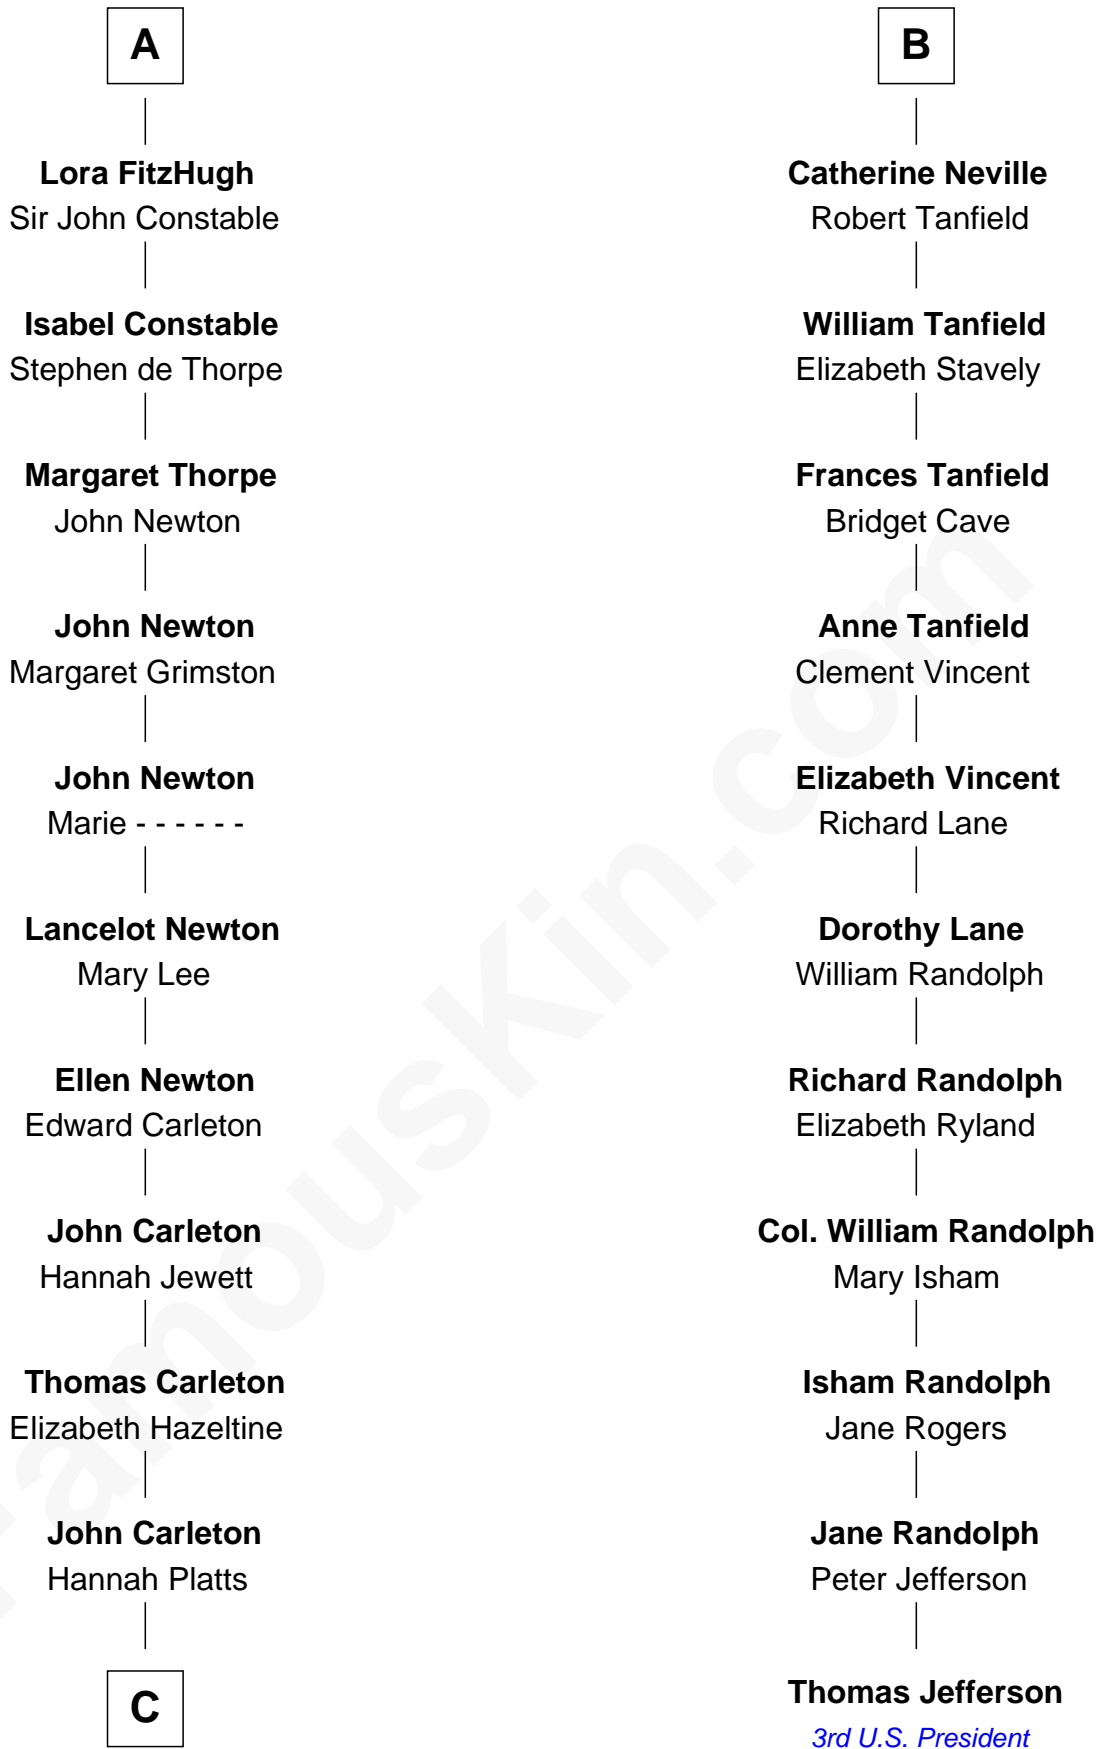 A
Lora FitzHugh
Sir John Constable
Isabel Constable
Stephen de Thorpe
Margaret Thorpe
John Newton
John Newton
Margaret Grimston
John Newton
Marie - - - - - -
Lancelot Newton
Mary Lee
Ellen Newton
Edward Carleton
John Carleton
Hannah Jewett
Thomas Carleton
Elizabeth Hazeltine
John Carleton
Hannah Platts
C
B
Catherine Neville
Robert Tanfield
William Tanfield
Elizabeth Stavely
Frances Tanfield
Bridget Cave
Anne Tanfield
Clement Vincent
Elizabeth Vincent
Richard Lane
Dorothy Lane
William Randolph
Richard Randolph
Elizabeth Ryland
Col. William Randolph
Mary Isham
Isham Randolph
Jane Rogers
Jane Randolph
Peter Jefferson
Thomas Jefferson
3rd U.S. President
FamousKin.com